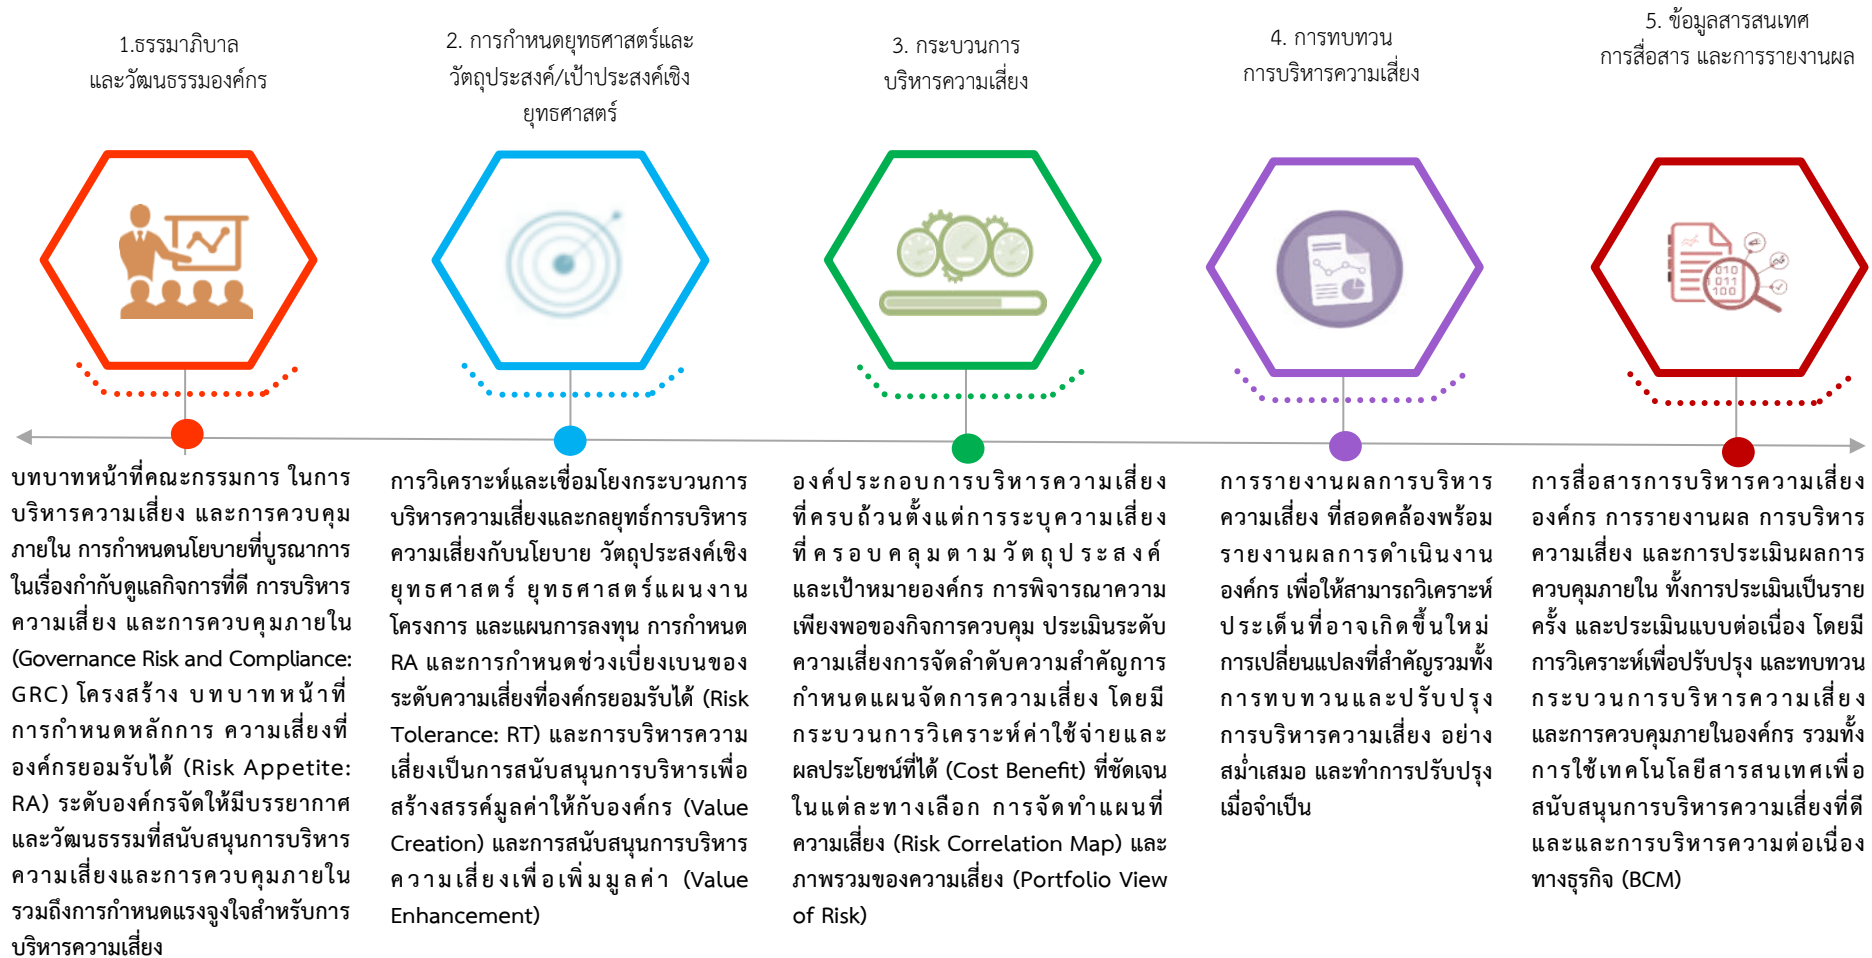 1.ธรรมาภิบาล
และวัฒนธรรมองค์กร
2. การกำหนดยุทธศาสตร์และ
วัตถุประสงค์/เป้าประสงค์เชิง
ยุทธศาสตร์
3. กระบวนการ
บริหารความเสี่ยง
4. การทบทวน
การบริหารความเสี่ยง
5. ข้อมูลสารสนเทศ
การสื่อสาร และการรายงานผล
010
011
100
บทบาทหน้าที่คณะกรรมการ ในการ
บริหารความเสี่ยง และการควบคุม
ภายใน การกำหนดนโยบายที่บูรณาการ
ในเรื่องกำกับดูแลกิจการที่ดี การบริหาร
ความเสี่ยง และการควบคุมภายใน
(Governance Risk and Compliance:
GRC) โครงสร้าง บทบาทหน้าที่
การกำหนดหลักการ ความเสี่ยงที่
องค์กรยอมรับได้ (Risk Appetite:
RA) ระดับองค์กรจัดให้มีบรรยากาศ
และวัฒนธรรมที่สนับสนุนการบริหาร
ความเสี่ยงและการควบคุมภายใน
รวมถึงการกำหนดแรงจูงใจสำหรับการ
บริหารความเสี่ยง
การวิเคราะห์และเชื่อมโยงกระบวนการ
บริหารความเสี่ยงและกลยุทธ์การบริหาร
ความเสี่ยงกับนโยบาย วัตถุประสงค์เชิง
ยุทธศาสตร์ ยุทธศาสตร์แผนงาน
โครงการ และแผนการลงทุน การกำหนด
RA และการกำหนดช่วงเบี่ยงเบนของ
ระดับความเสี่ยงที่องค์กรยอมรับได้ (Risk
Tolerance: RT) และการบริหารความ
เสี่ยงเป็นการสนับสนุนการบริหารเพื่อ
สร้างสรรค์มูลค่าให้กับองค์กร (Value
Creation) และการสนับสนุนการบริหาร
ความเสี่ยงเพื่อเพิ่มมูลค่า (Value
Enhancement)
องค์ประกอบการบริหารความเสี่ยง
ที่ครบถ้วนตั้งแต่การระบุความเสี่ยง
ที่ครอบคลุมตามวัตถุประสงค์
และเป้าหมายองค์กร การพิจารณาความ
เพียงพอของกิจการควบคุม ประเมินระดับ
ความเสี่ยงการจัดลำดับความสำคัญการ
กำหนดแผนจัดการความเสี่ยง โดยมี
กระบวนการวิเคราะห์ค่าใช้จ่ายและ
ผลประโยชน์ที่ได้ (Cost Benefit) ที่ชัดเจน
ในแต่ละทางเลือก การจัดทำแผนที่
ความเสี่ยง (Risk Correlation Map) และ
ภาพรวมของความเสี่ยง (Portfolio View
of Risk)
การรายงานผลการบริหาร
ความเสี่ยง ที่สอดคล้องพร้อม
รายงานผลการดำเนินงาน
องค์กร เพื่อให้สามารถวิเคราะห์
ประเด็นที่อาจเกิดขึ้นใหม่
การเปลี่ยนแปลงที่สำคัญรวมทั้ง
การทบทวนและปรับปรุง
การบริหารความเสี่ยง อย่าง
สม่ำเสมอ และทำการปรับปรุง
เมื่อจำเป็น
การสื่อสารการบริหารความเสี่ยง
องค์กร การรายงานผล การบริหาร
ความเสี่ยง และการประเมินผลการ
ควบคุมภายใน ทั้งการประเมินเป็นราย
ครั้ง และประเมินแบบต่อเนื่อง โดยมี
การวิเคราะห์เพื่อปรับปรุง และทบทวน
กระบวนการบริหารความเสี่ยง
และการควบคุมภายในองค์กร รวมทั้ง
การใช้เทคโนโลยีสารสนเทศเพื่อ
สนับสนุนการบริหารความเสี่ยงที่ดี
และและการบริหารความต่อเนื่อง
ทางธุรกิจ (BCM)